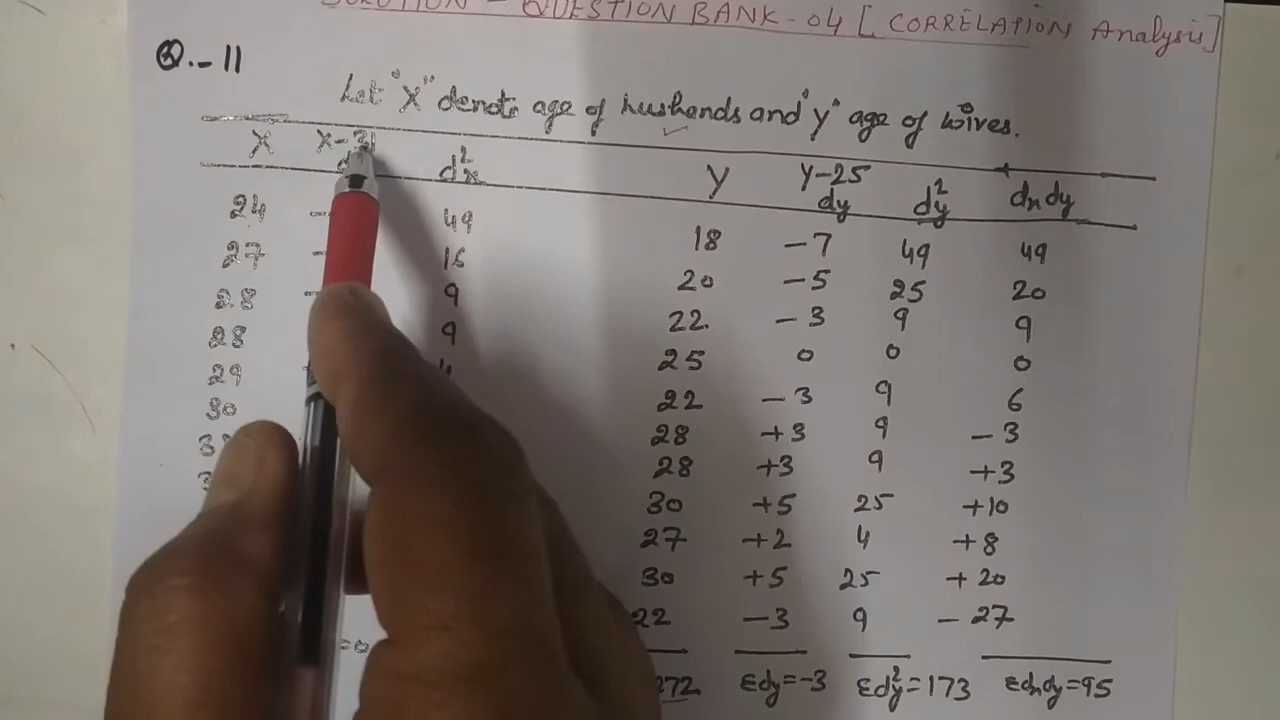 SOLUTION - QUESTION BANK-04 [ CORRELATION Analysis]
Q.-11
Let "X" denote age of husbands and "Y" age of wives.
X X-31 d²x Y Y-25 dy d²y dxdy
24 - 49 18 -7 49 49
27 - 16 20 -5 25 20
28 - 9 22 -3 9 9
28 9 25 0 0 0
29 4 22 -3 9 6
30 28 +3 9 -3
28 +3 9 +3
30 +5 25 +10
27 +2 4 +8
30 +5 25 +20
22 -3 9 -27
=0 272 Σdy=-3 Σd²y=173 Σdxdy=95